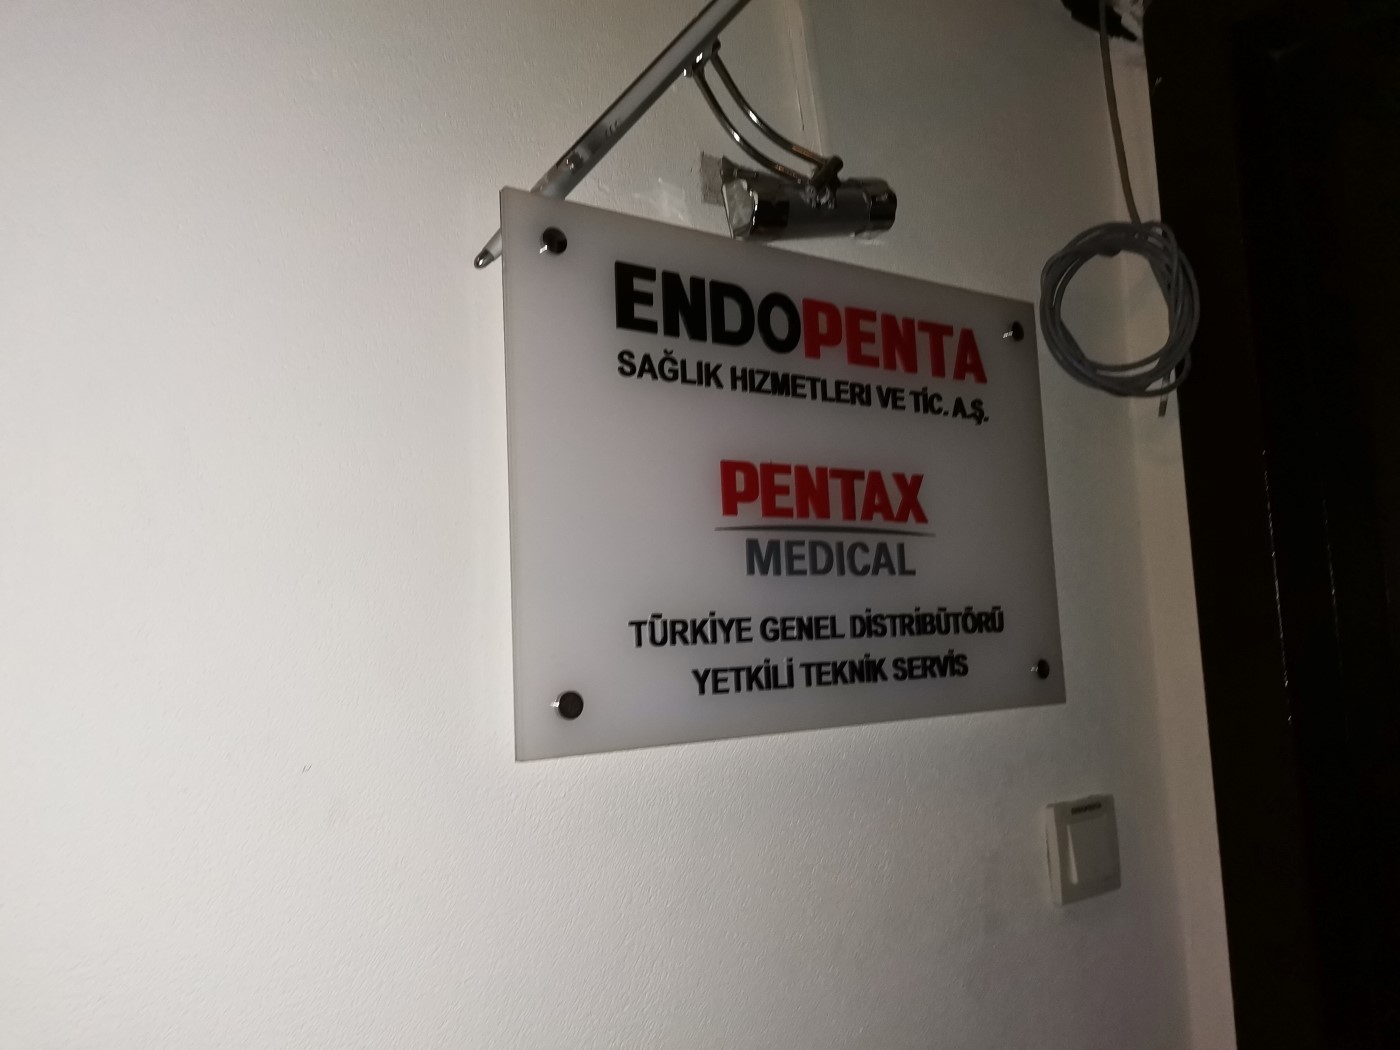 ENDOPENTA
SAĞLIK HIZMETLERI VE TİC. A.Ş.
PENTAX
MEDICAL
TÜRKİYE GENEL DİSTRİBÜTÖRÜ
YETKİLİ TEKNİK SERVİS